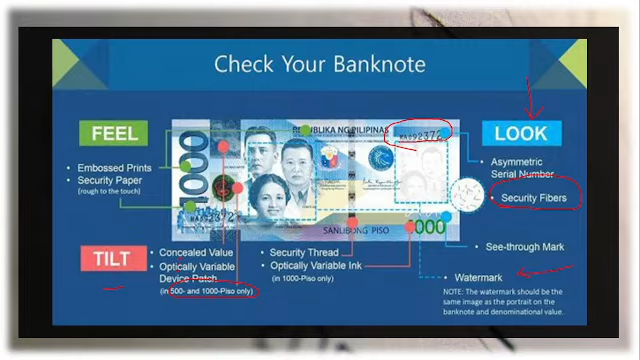 Check Your Banknote
FEEL
Embossed Prints
Security Paper
(rough to the touch)
REPUBLIKA NG PILIPINAS
1000
SANLIBONG PISO
1000
LOOK
Asymmetric
Serial Number
Security Fibers
See-through Mark
Watermark
NOTE: The watermark should be the
same image as the portrait on the
banknote and denominational value.
TILT
Concealed Value
Optically Variable
Device Patch
(in 500- and 1000-Piso only)
Security Thread
Optically Variable Ink
(in 1000-Piso only)